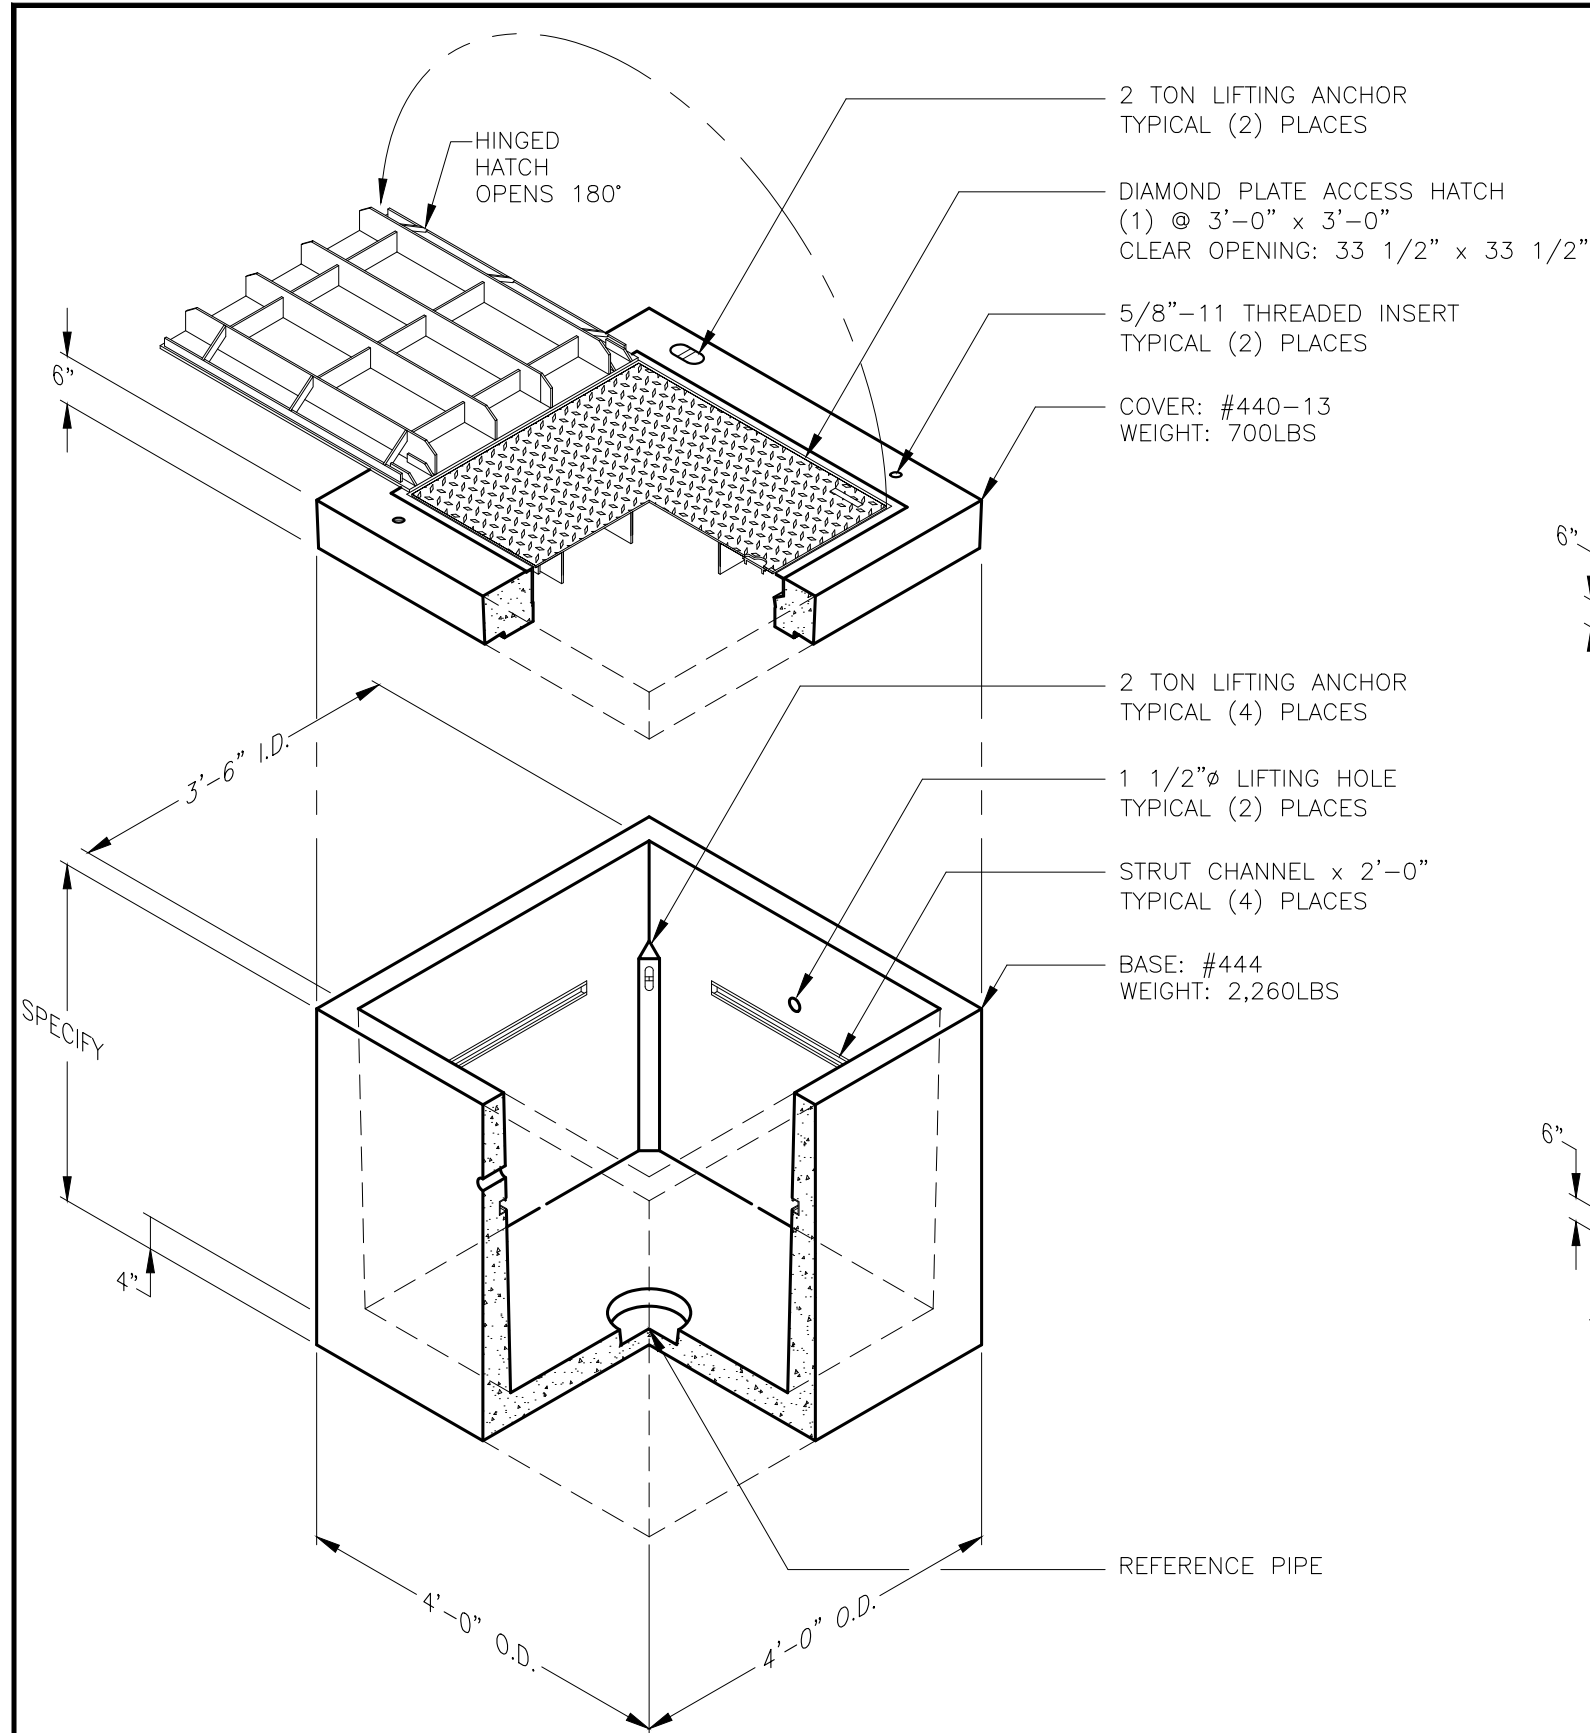 2 TON LIFTING ANCHOR
TYPICAL (2) PLACES
HINGED
HATCH
OPENS 180°
DIAMOND PLATE ACCESS HATCH
(1) @ 3'-0" x 3'-0"
CLEAR OPENING: 33 1/2" x 33 1/2"
5/8"-11 THREADED INSERT
TYPICAL (2) PLACES
6"
COVER: #440-13
WEIGHT: 700LBS
6"
2 TON LIFTING ANCHOR
TYPICAL (4) PLACES
3'-6" I.D.
1 1/2"ø LIFTING HOLE
TYPICAL (2) PLACES
STRUT CHANNEL x 2'-0"
TYPICAL (4) PLACES
BASE: #444
WEIGHT: 2,260LBS
SPECIFY
6"
4"
REFERENCE PIPE
4'-0" O.D.
4'-0" O.D.